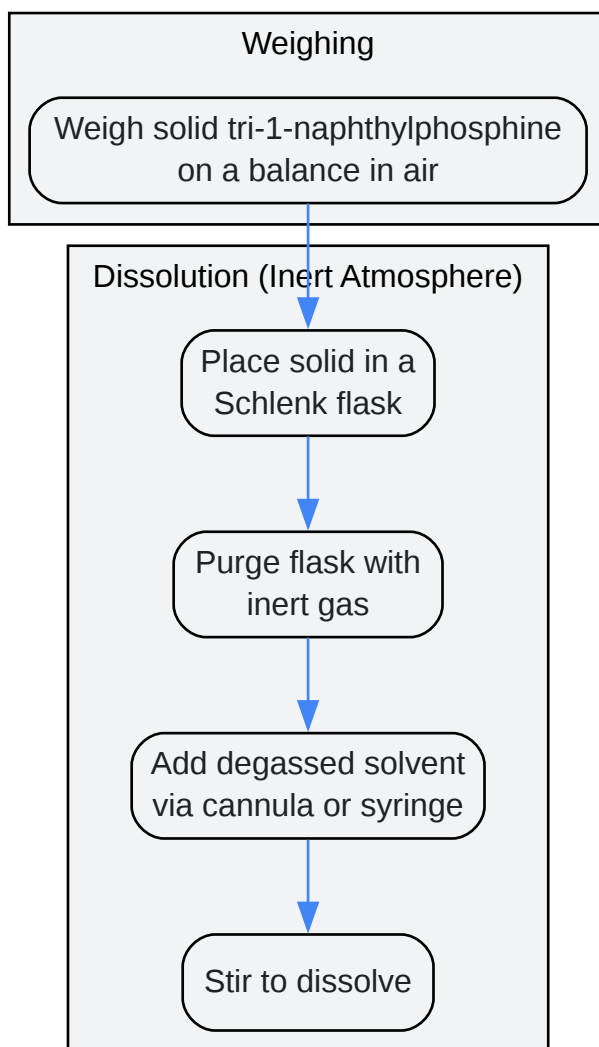 Weighing
Weigh solid tri-1-naphthylphosphine
on a balance in air
Dissolution (Inert Atmosphere)
Place solid in a
Schlenk flask
Purge flask with
inert gas
Add degassed solvent
via cannula or syringe
Stir to dissolve